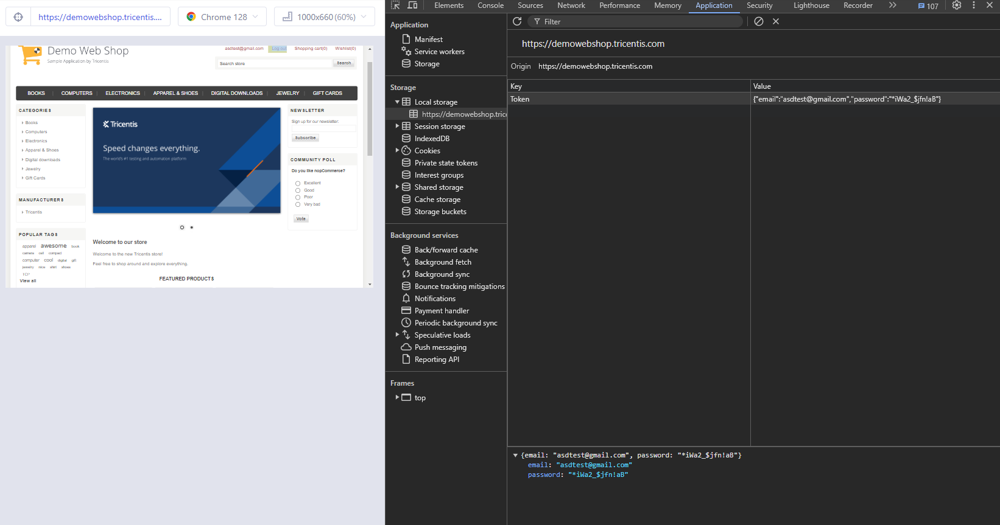 https://demowebshop.tricentis....
Chrome 128
1000x660 (60%)
Demo Web Shop
Sample Application by Tricentis
asdtest@gmail.com
Log out
Shopping cart(0)
Wishlist(0)
Search store
Search
BOOKS
COMPUTERS
ELECTRONICS
APPAREL & SHOES
DIGITAL DOWNLOADS
JEWELRY
GIFT CARDS
CATEGORIES
Books
Computers
Electronics
Apparel & Shoes
Digital downloads
Jewelry
Gift Cards
MANUFACTURERS
Tricentis
POPULAR TAGS
apparel awesome book
camera cell compact
computer cool digital gift
jewelry nice shirt shoes
TCP
View all
Tricentis
Speed changes everything.
The world's #1 testing and automation platform
Welcome to our store
Welcome to the new Tricentis store!
Feel free to shop around and explore everything.
FEATURED PRODUCTS
NEWSLETTER
Sign up for our newsletter:
Subscribe
COMMUNITY POLL
Do you like nopCommerce?
Excellent
Good
Poor
Very bad
Vote
Elements
Console
Sources
Network
Performance
Memory
Application
Security
Lighthouse
Recorder
107
Application
Manifest
Service workers
Storage
Storage
Local storage
https://demowebshop.trice
Session storage
IndexedDB
Cookies
Private state tokens
Interest groups
Shared storage
Cache storage
Storage buckets
Background services
Back/forward cache
Background fetch
Background sync
Bounce tracking mitigations
Notifications
Payment handler
Periodic background sync
Speculative loads
Push messaging
Reporting API
Frames
top
Filter
https://demowebshop.tricentis.com
Origin https://demowebshop.tricentis.com
Key Value
Token {"email":"asdtest@gmail.com","password":"*iWa2_$jfn!aB"}
{email: "asdtest@gmail.com", password: "*iWa2_$jfn!aB"}
email: "asdtest@gmail.com"
password: "*iWa2_$jfn!aB"